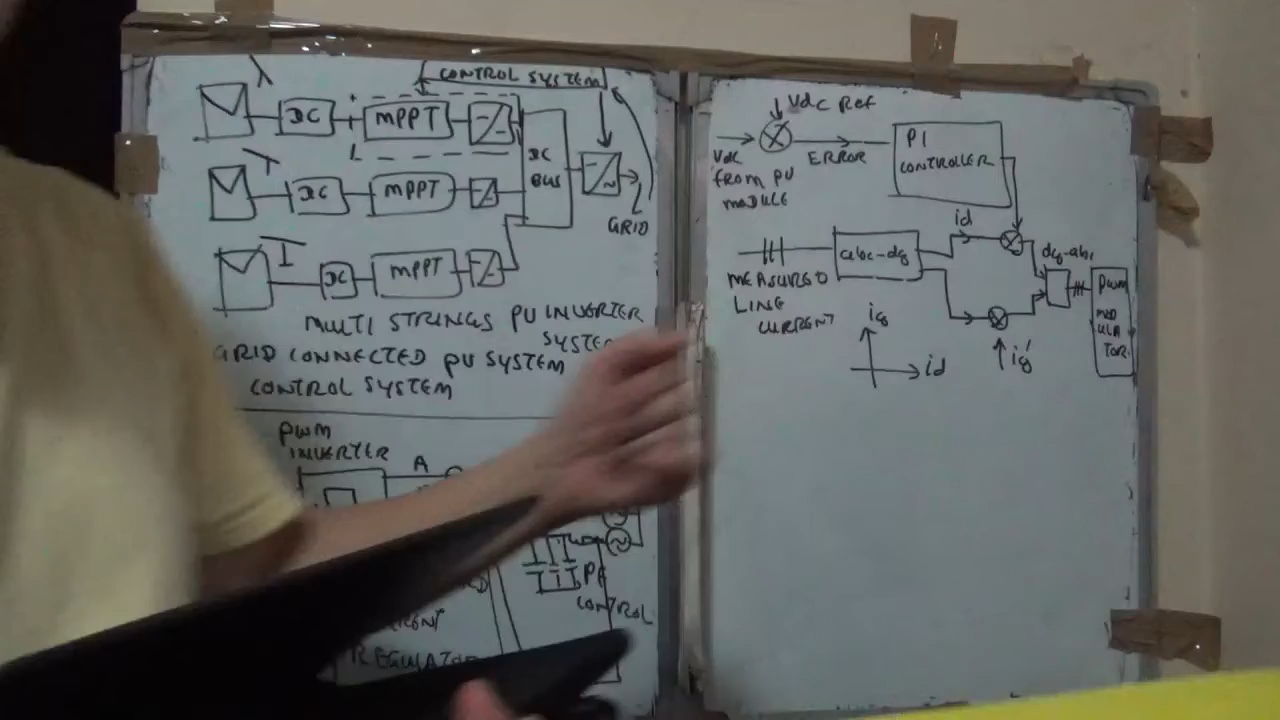 CONTROL SYSTEM
DC
+
MPPT
DC
BUS
DC
MPPT
GRID
DC
MPPT
MULTI STRINGS PV INVERTER
SYSTEM
GRID CONNECTED PV SYSTEM
CONTROL SYSTEM
PWM
INVERTER
A
PF
CONTROL
REGULATOR
Vdc Ref
Vdc
FROM PV
MODULE
ERROR
PI
CONTROLLER
id
abc-dq
dq-abc
MEASURED
LINE
CURRENT
PWM
MOD
ULA
TOR
iq
id
iq'